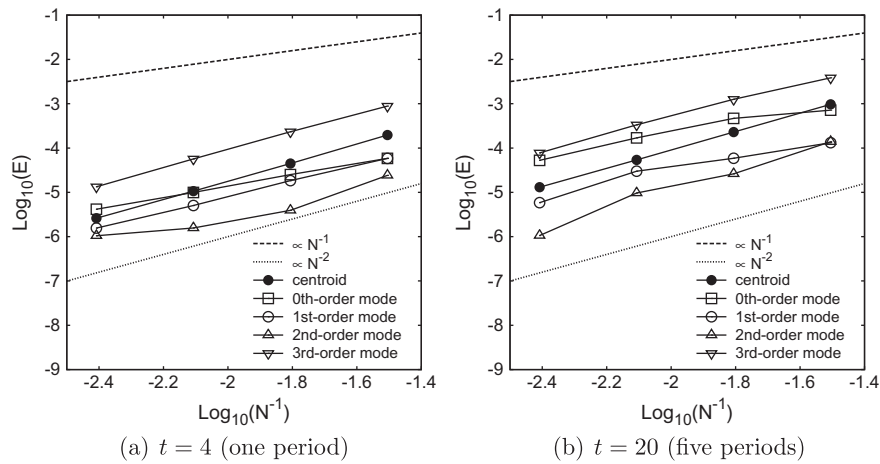 -1
-2
-3
-4
-5
-6
-7
-8
-9
Log10(E)
∝ N^-1
∝ N^-2
centroid
0th-order mode
1st-order mode
2nd-order mode
3rd-order mode
-2.4 -2.2 -2 -1.8 -1.6 -1.4
Log10(N^-1)
(a) t = 4 (one period)
-1
-2
-3
-4
-5
-6
-7
-8
-9
Log10(E)
∝ N^-1
∝ N^-2
centroid
0th-order mode
1st-order mode
2nd-order mode
3rd-order mode
-2.4 -2.2 -2 -1.8 -1.6 -1.4
Log10(N^-1)
(b) t = 20 (five periods)